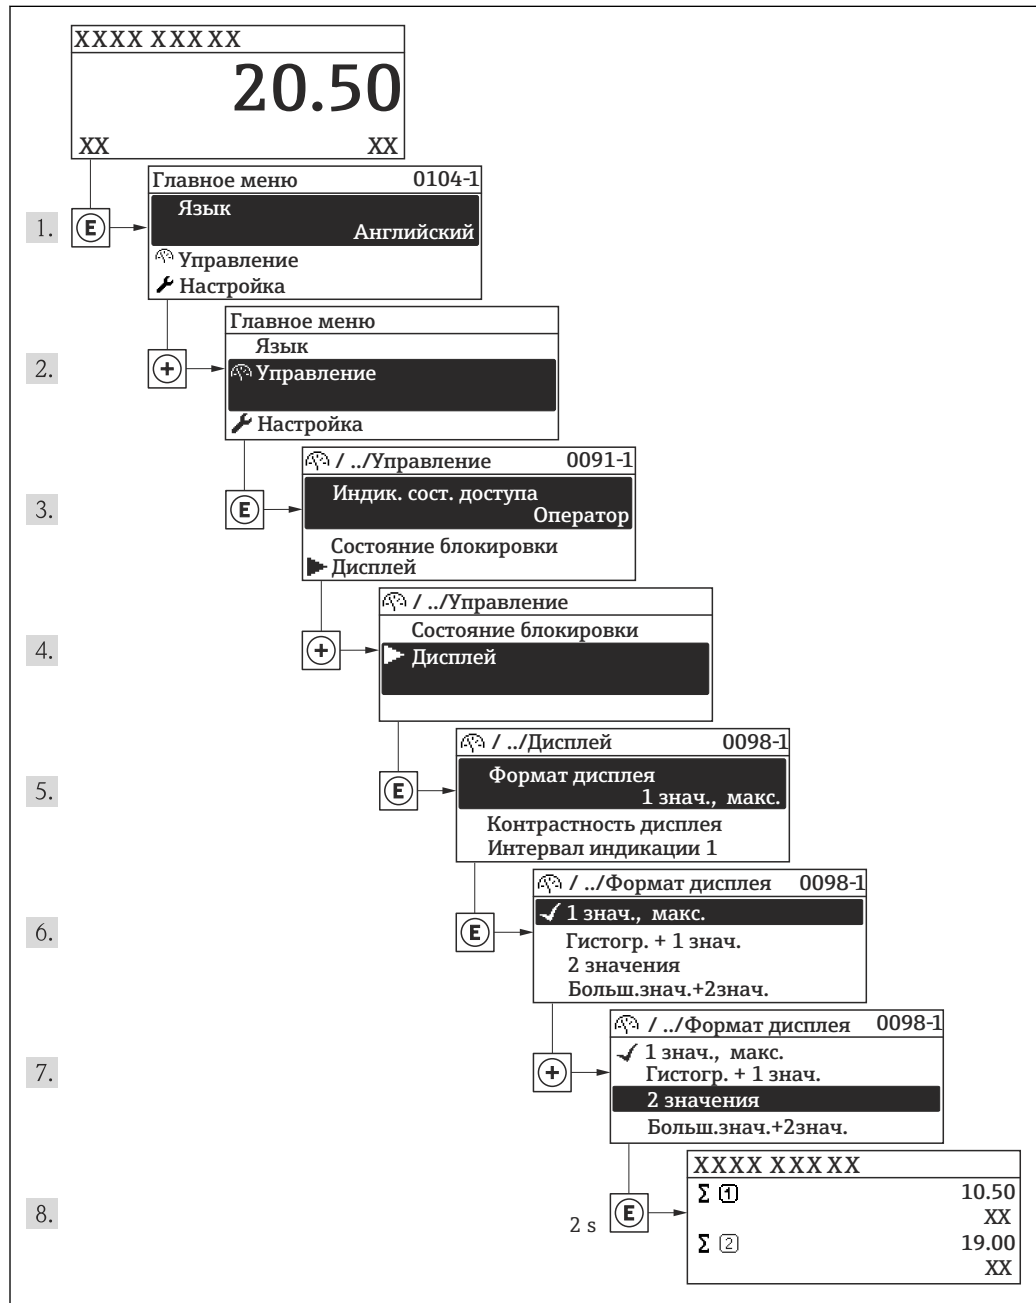 XXXX XXX XX
20.50
XX XX
Главное меню 0104-1
1. E Язык
Английский
Управление
Настройка
Главное меню
Язык
2. + Управление
Настройка
/ ../Управление 0091-1
3. E Индик. сост. доступа
Оператор
Состояние блокировки
Дисплей
/ ../Управление
Состояние блокировки
4. + Дисплей
/ ../Дисплей 0098-1
5. E Формат дисплея
1 знач., макс.
Контрастность дисплея
Интервал индикации 1
/ ../Формат дисплея 0098-1
6. E 1 знач., макс.
Гистогр. + 1 знач.
2 значения
Больш.знач.+2знач.
/ ../Формат дисплея 0098-1
1 знач., макс.
7. + Гистогр. + 1 знач.
2 значения
Больш.знач.+2знач.
XXXX XXX XX
Σ 1 10.50
8. 2 s E XX
Σ 2 19.00
XX